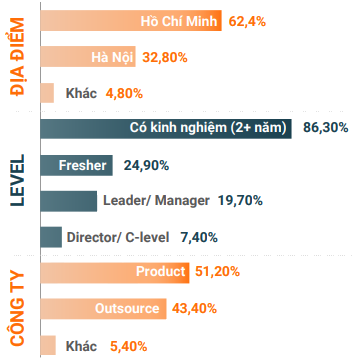 ĐỊA ĐIỂM
Hồ Chí Minh 62,4%
Hà Nội 32,80%
Khác 4,80%
LEVEL
Có kinh nghiệm (2+ năm) 86,30%
Fresher 24,90%
Leader/ Manager 19,70%
Director/ C-level 7,40%
CÔNG TY
Product 51,20%
Outsource 43,40%
Khác 5,40%